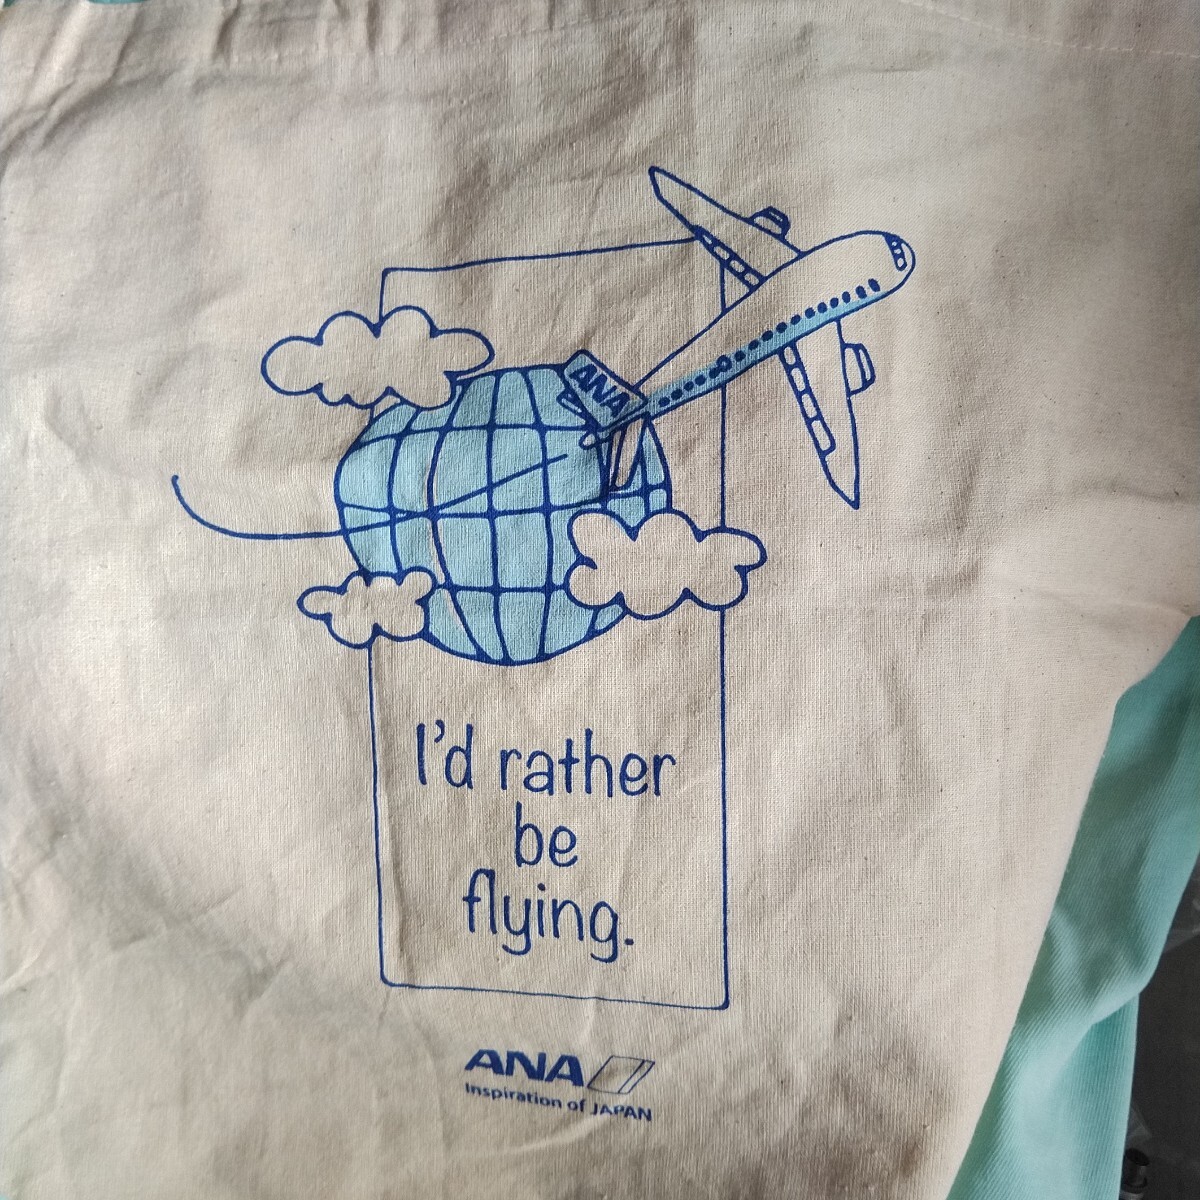 ANA
I'd rather
be
flying.
ANA
Inspiration of JAPAN